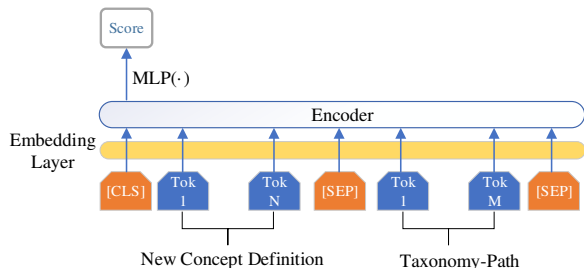 Score
MLP(·)
Encoder
Embedding
Layer
[CLS]
Tok
1
Tok
N
[SEP]
Tok
1
Tok
M
[SEP]
New Concept Definition
Taxonomy-Path